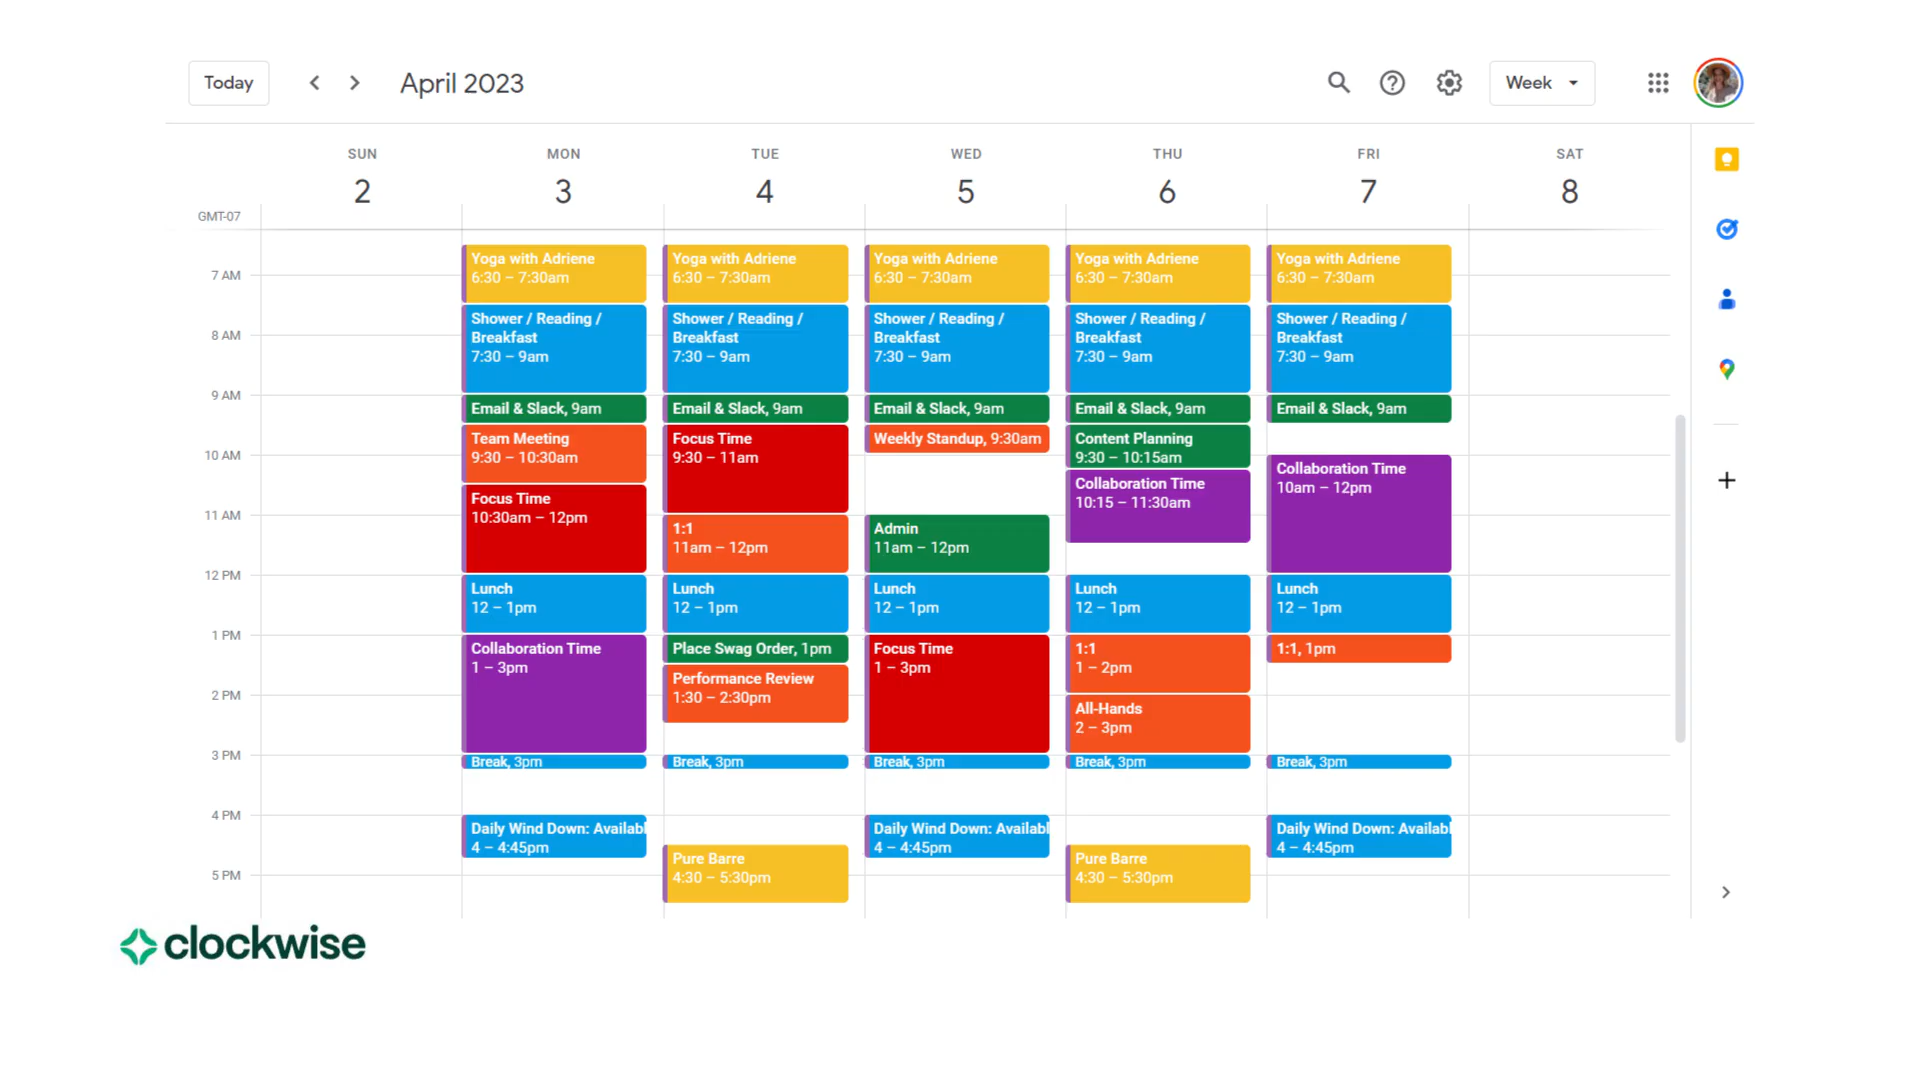 Today
April 2023
Week
SUN
MON
TUE
WED
THU
FRI
SAT
2
3
4
5
6
7
8
GMT-07
7 AM
8 AM
9 AM
10 AM
11 AM
12 PM
1 PM
2 PM
3 PM
4 PM
5 PM
Yoga with Adriene
6:30 – 7:30am
Shower / Reading /
Breakfast
7:30 – 9am
Email & Slack, 9am
Team Meeting
9:30 – 10:30am
Focus Time
10:30am – 12pm
Lunch
12 – 1pm
Collaboration Time
1 – 3pm
Break, 3pm
Daily Wind Down: Availabl
4 – 4:45pm
Yoga with Adriene
6:30 – 7:30am
Shower / Reading /
Breakfast
7:30 – 9am
Email & Slack, 9am
Focus Time
9:30 – 11am
1:1
11am – 12pm
Lunch
12 – 1pm
Place Swag Order, 1pm
Performance Review
1:30 – 2:30pm
Break, 3pm
Pure Barre
4:30 – 5:30pm
Yoga with Adriene
6:30 – 7:30am
Shower / Reading /
Breakfast
7:30 – 9am
Email & Slack, 9am
Weekly Standup, 9:30am
Admin
11am – 12pm
Lunch
12 – 1pm
Focus Time
1 – 3pm
Break, 3pm
Daily Wind Down: Availabl
4 – 4:45pm
Yoga with Adriene
6:30 – 7:30am
Shower / Reading /
Breakfast
7:30 – 9am
Email & Slack, 9am
Content Planning
9:30 – 10:15am
Collaboration Time
10:15 – 11:30am
Lunch
12 – 1pm
1:1
1 – 2pm
All-Hands
2 – 3pm
Break, 3pm
Pure Barre
4:30 – 5:30pm
Yoga with Adriene
6:30 – 7:30am
Shower / Reading /
Breakfast
7:30 – 9am
Email & Slack, 9am
Collaboration Time
10am – 12pm
Lunch
12 – 1pm
1:1, 1pm
Break, 3pm
Daily Wind Down: Availabl
4 – 4:45pm
clockwise